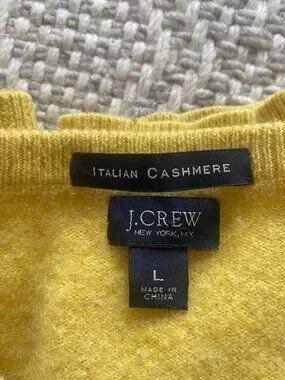 ITALIAN CASHMERE
J.CREW
NEW YORK, NY
L
MADE IN
CHINA